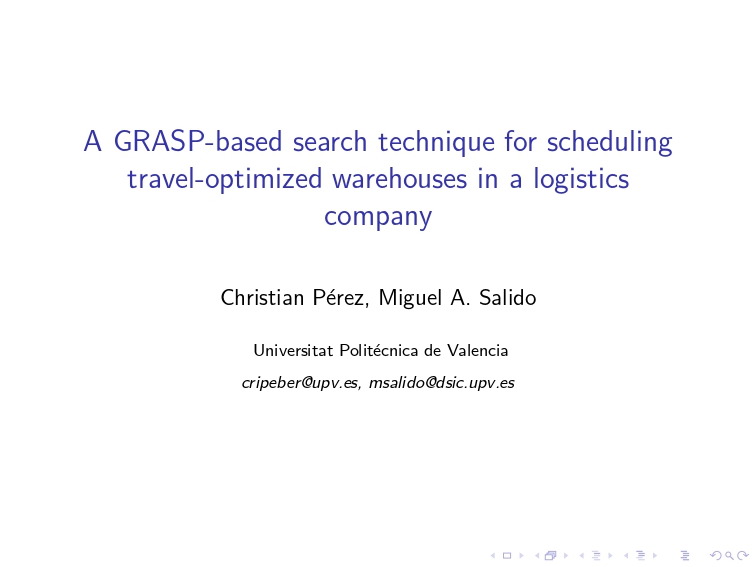 A GRASP-based search technique for scheduling
travel-optimized warehouses in a logistics
company
Christian Pérez, Miguel A. Salido
Universitat Politécnica de Valencia
cripeber@upv.es, msalido@dsic.upv.es